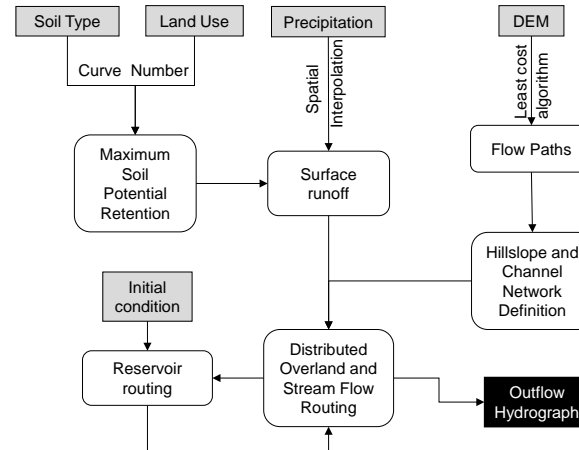 Soil Type
Land Use
Precipitation
DEM
Curve Number
Spatial
Interpolation
Least cost
algorithm
Maximum
Soil
Potential
Retention
Surface
runoff
Flow Paths
Hillslope and
Channel
Network
Definition
Initial
condition
Reservoir
routing
Distributed
Overland and
Stream Flow
Routing
Outflow
Hydrograph